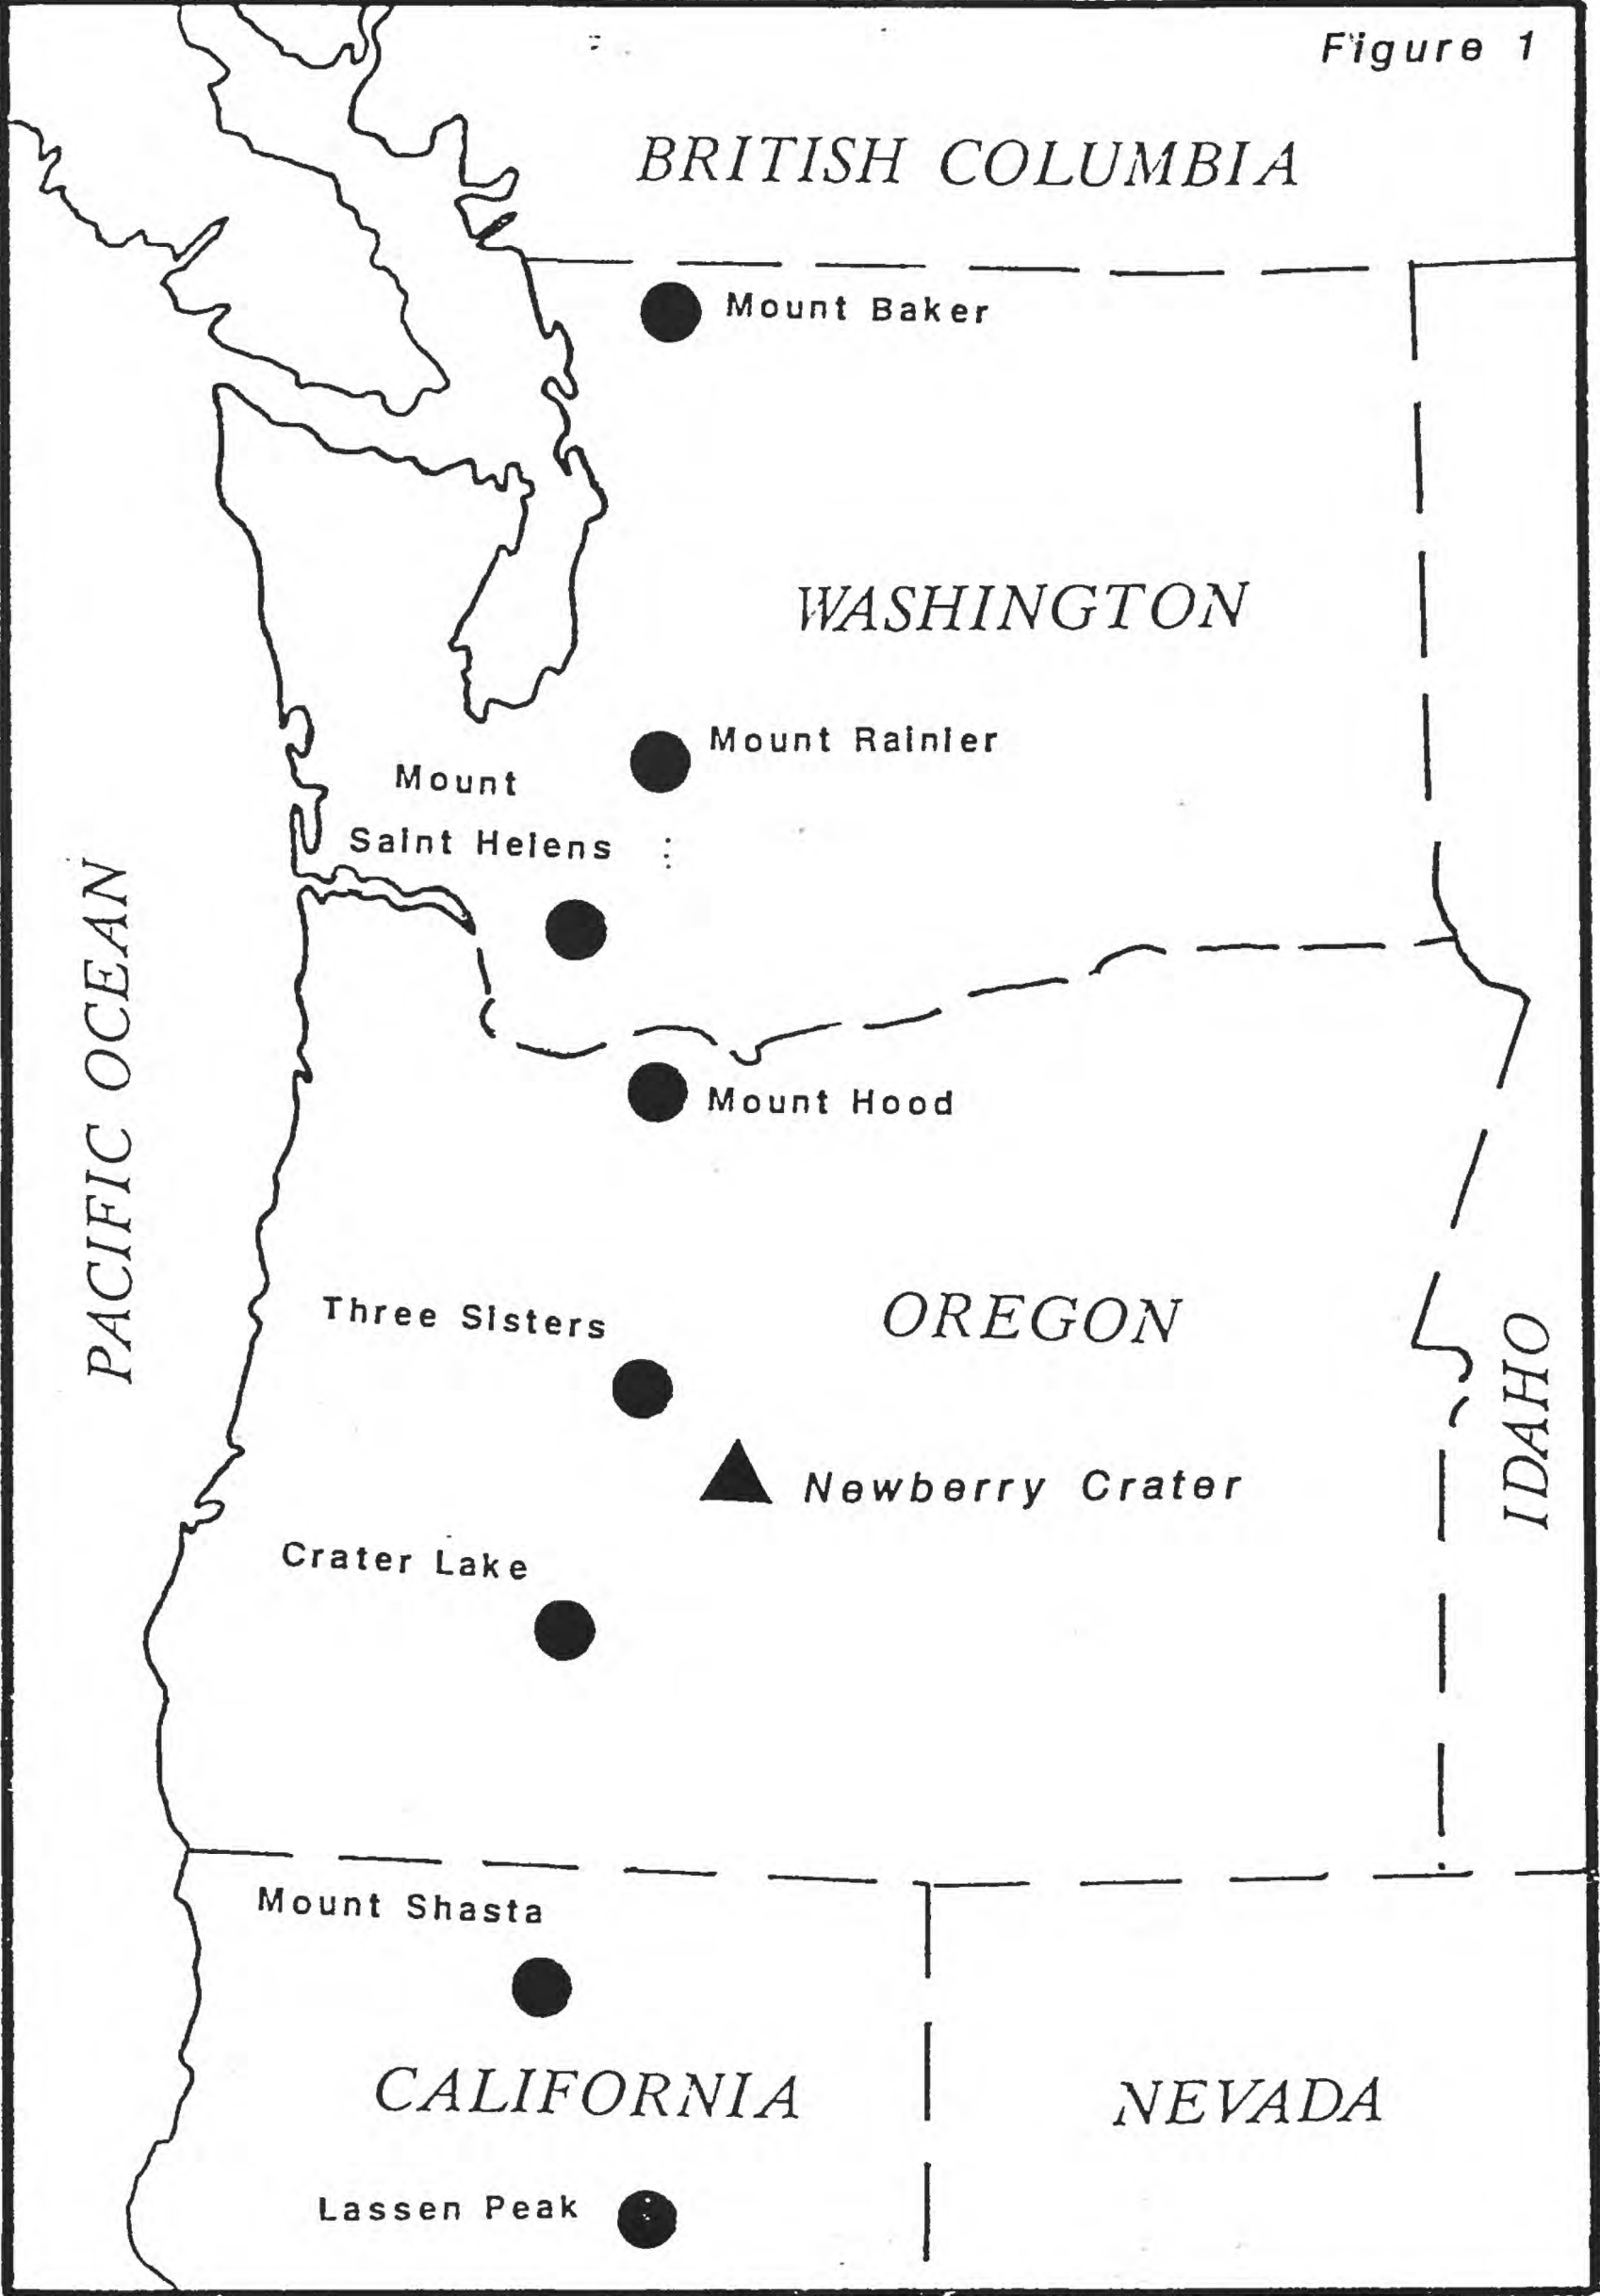 Figure 1
BRITISH COLUMBIA
Mount Baker
WASHINGTON
Mount Rainier
Mount
Saint Helens
PACIFIC OCEAN
Mount Hood
Three Sisters
OREGON
IDAHO
Newberry Crater
Crater Lake
Mount Shasta
CALIFORNIA
NEVADA
Lassen Peak